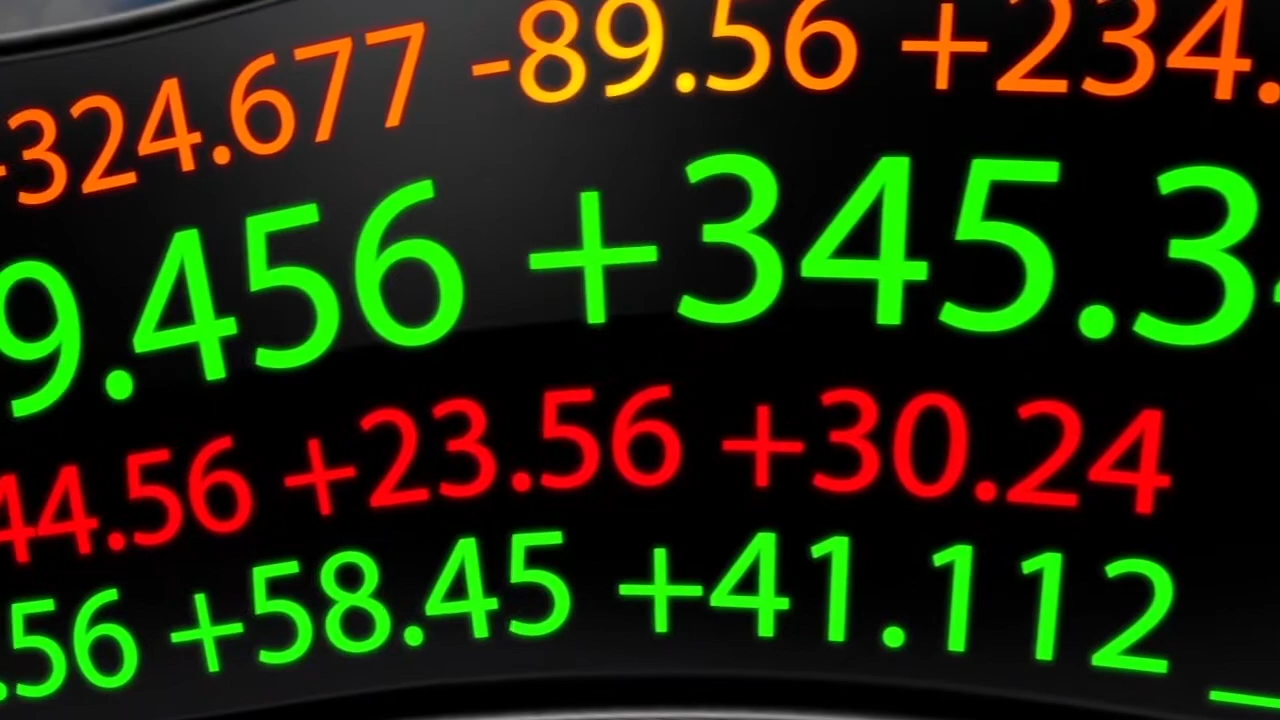 -324.677 -89.56 +234.
9.456 +345.3
44.56 +23.56 +30.24
.56 +58.45 +41.112